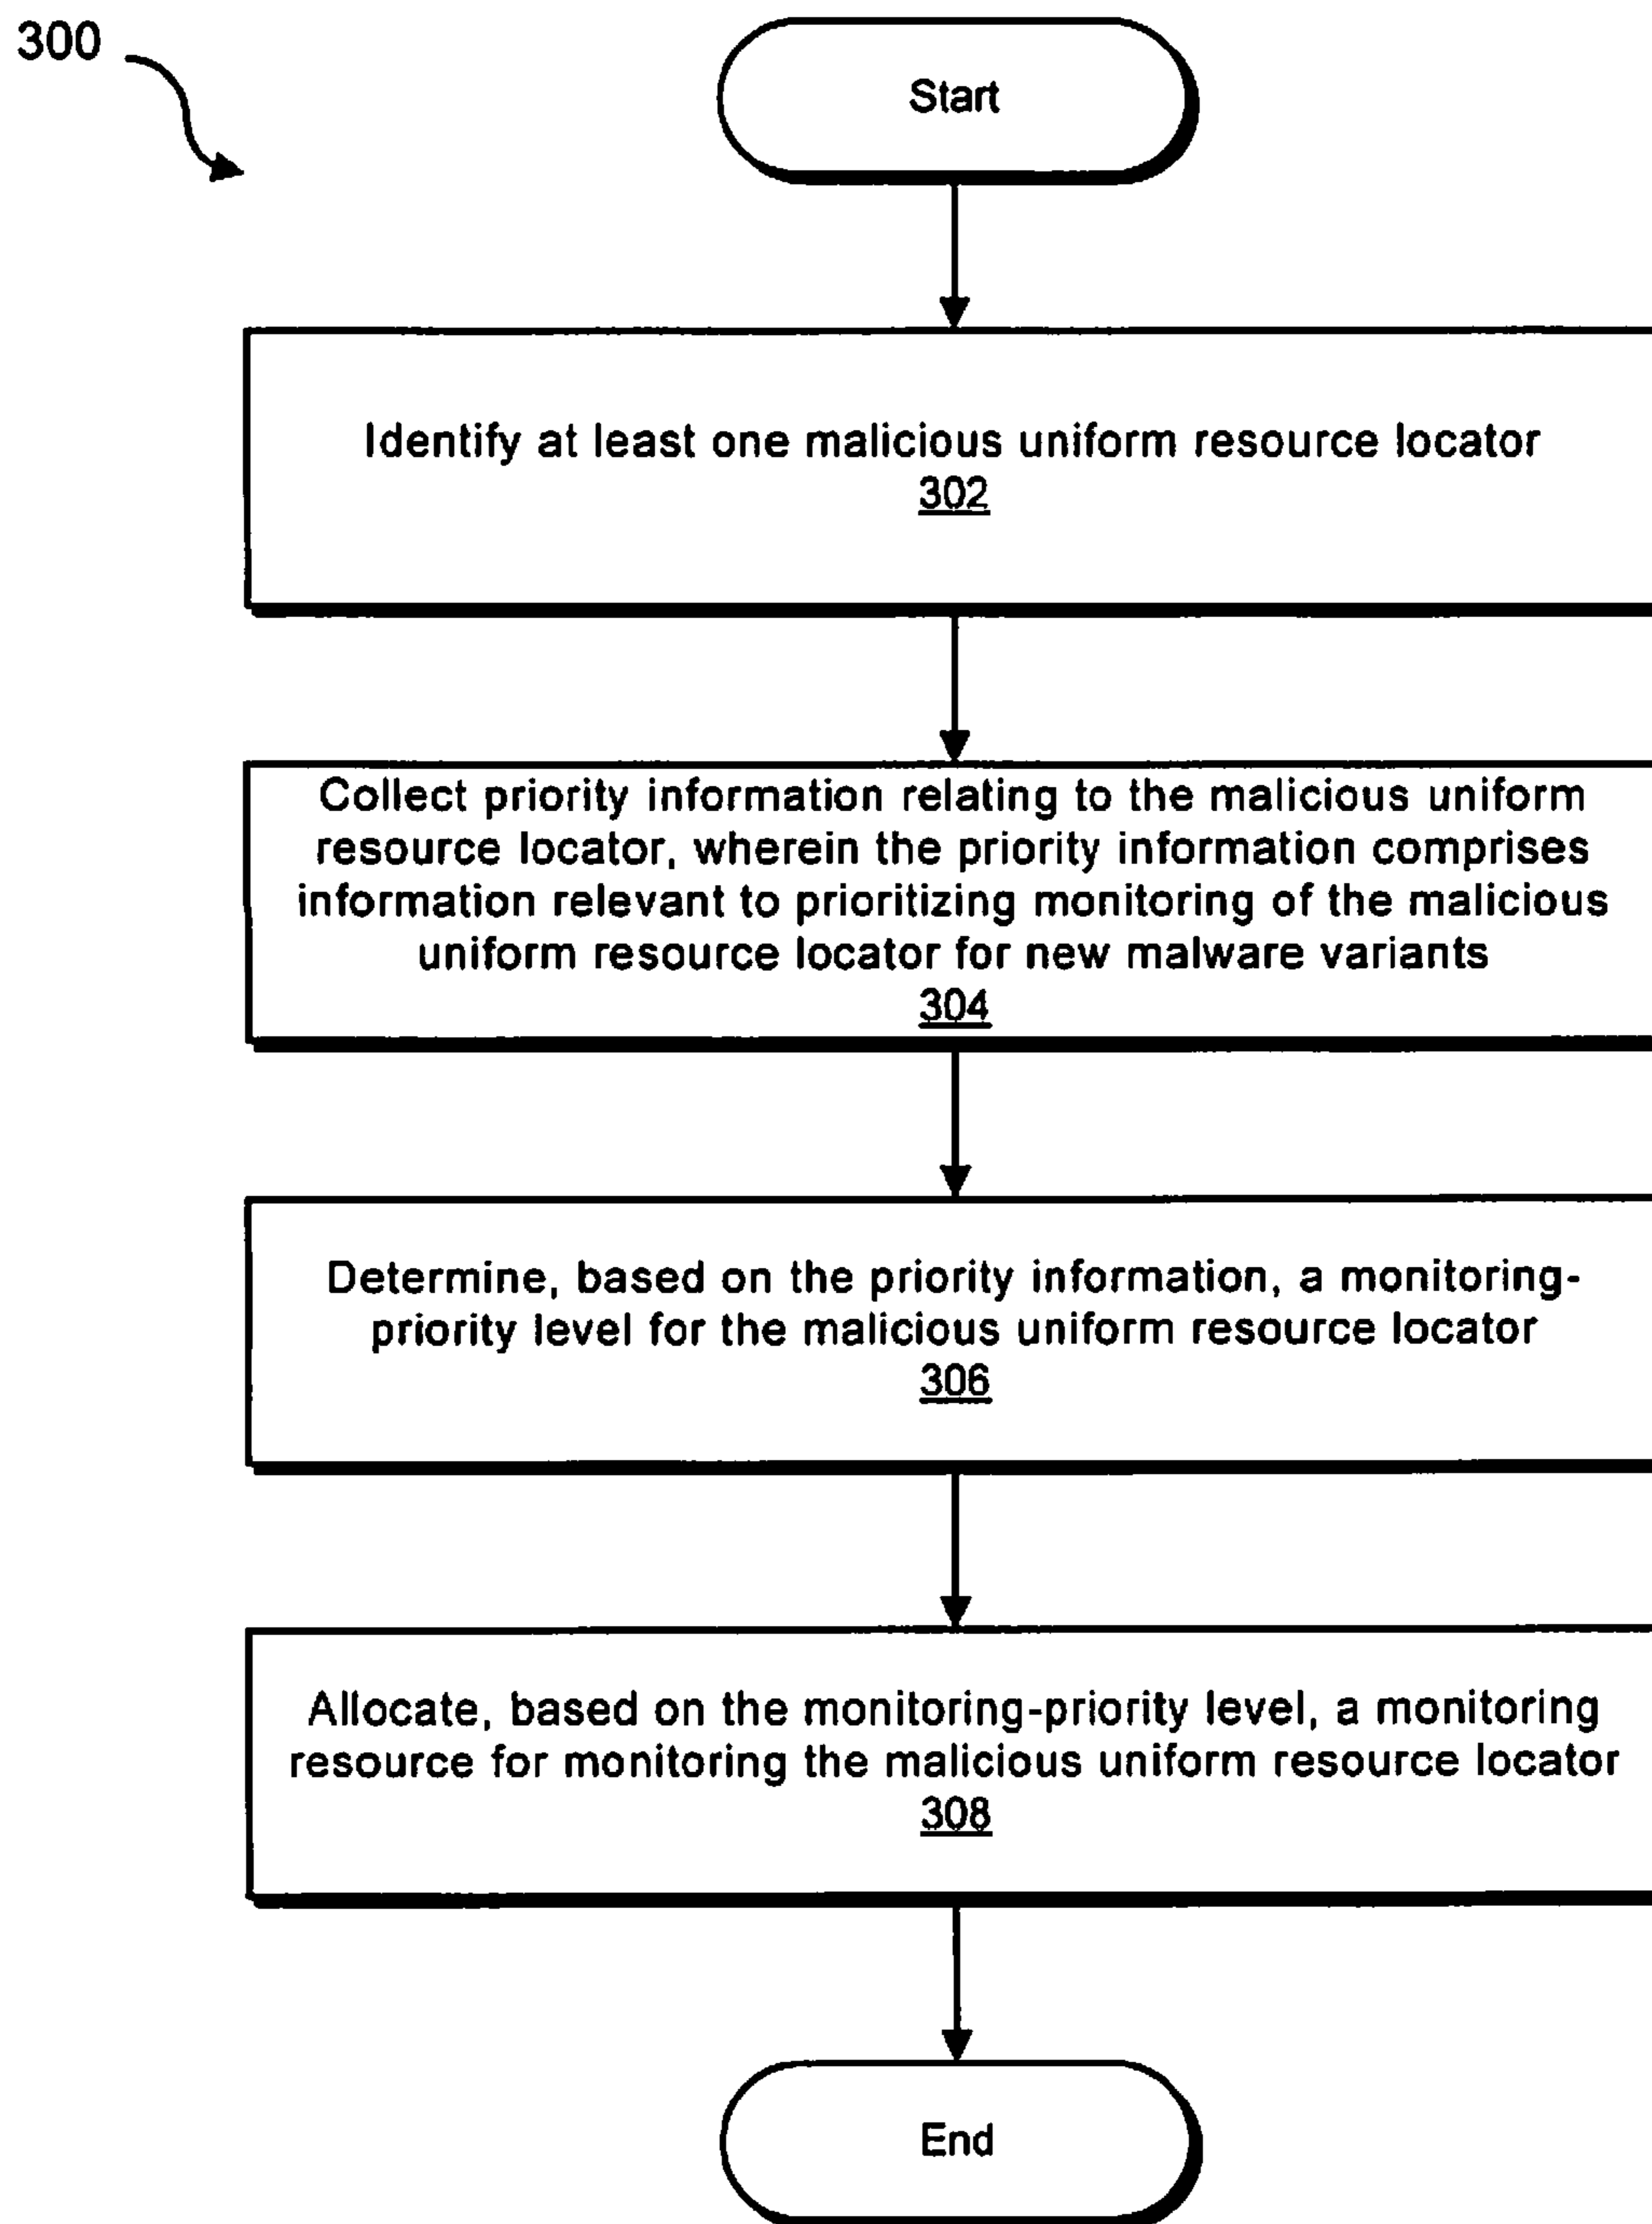 300
Start
Identify at least one malicious uniform resource locator
302
Collect priority information relating to the malicious uniform
resource locator, wherein the priority information comprises
information relevant to prioritizing monitoring of the malicious
uniform resource locator for new malware variants
304
Determine, based on the priority information, a monitoring-
priority level for the malicious uniform resource locator
306
Allocate, based on the monitoring-priority level, a monitoring
resource for monitoring the malicious uniform resource locator
308
End